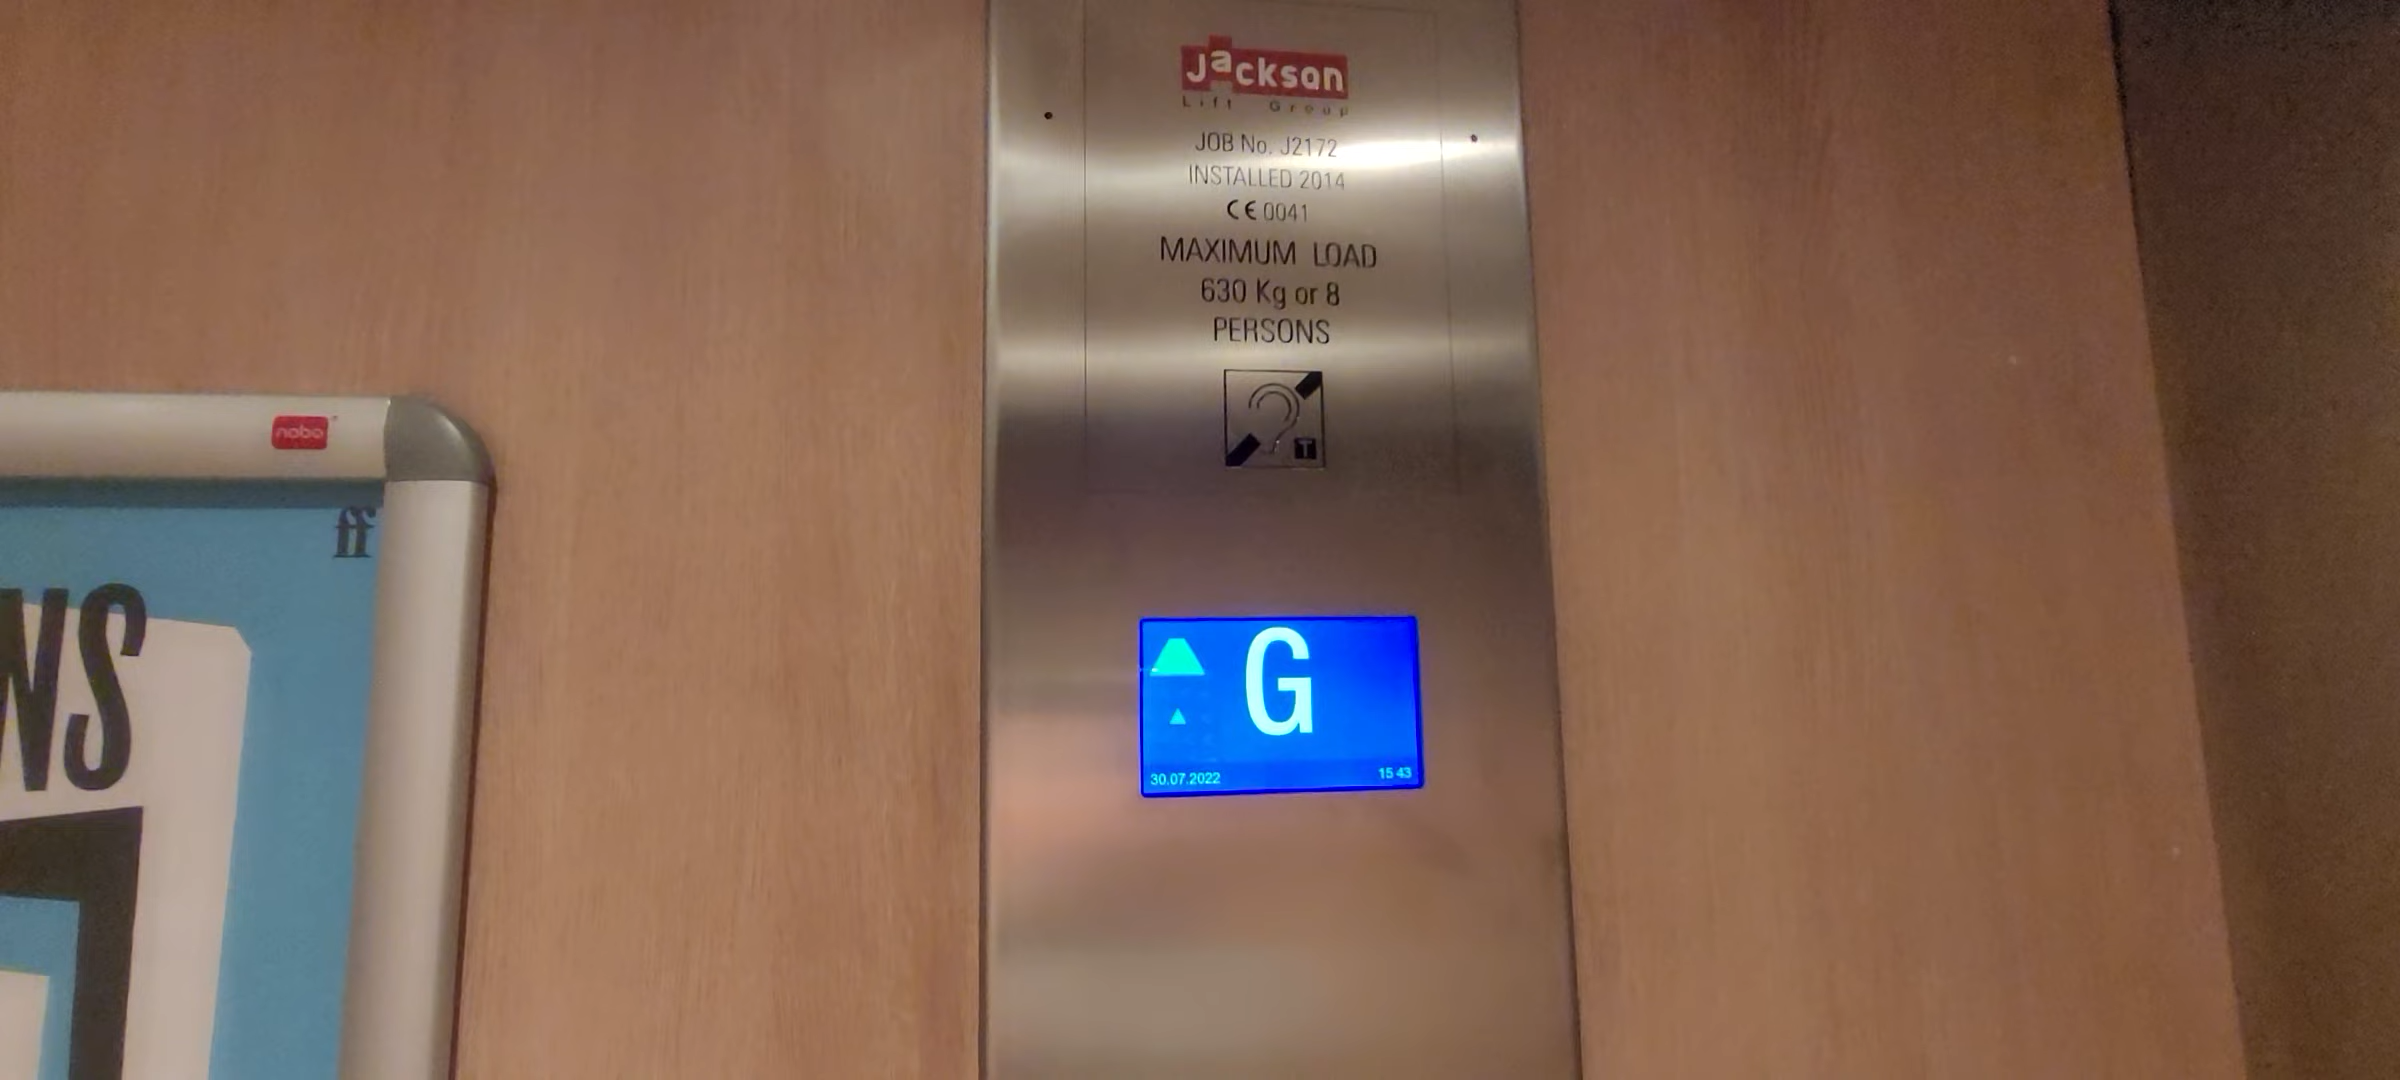 Jackson
Lift Group
JOB No. J2172
INSTALLED 2014
CE 0041
MAXIMUM LOAD
630 Kg or 8
PERSONS
T
nobo
ff
NS
G
30.07.2022
15 43